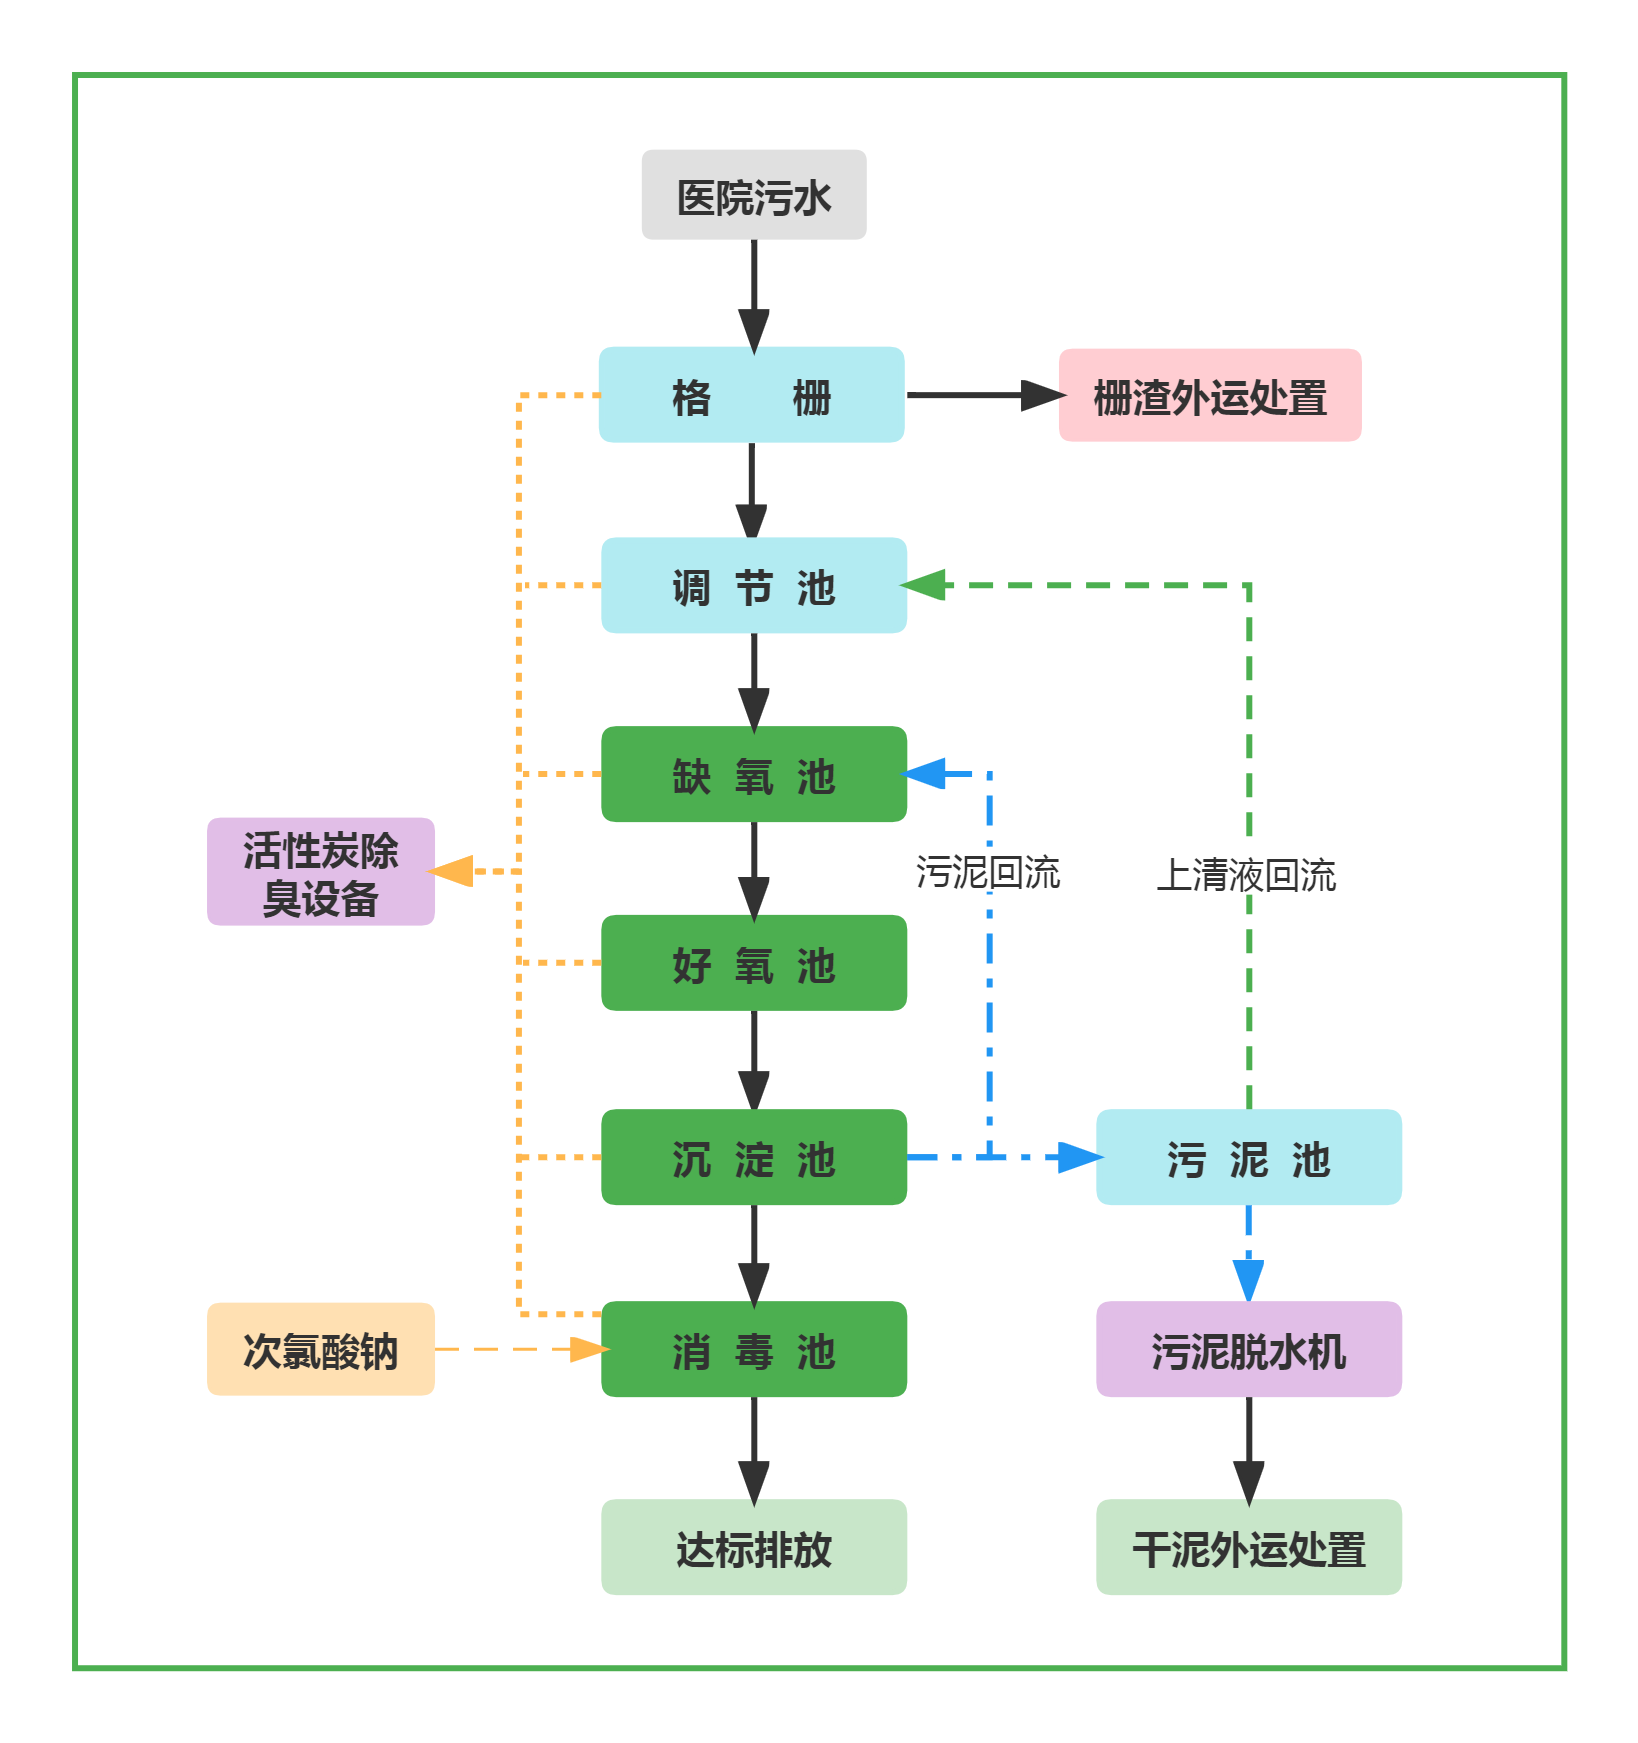 医院污水
格 栅
栅渣外运处置
调 节 池
缺 氧 池
活性炭除
臭设备
污泥回流
上清液回流
好 氧 池
沉 淀 池
污 泥 池
次氯酸钠
消 毒 池
污泥脱水机
达标排放
干泥外运处置